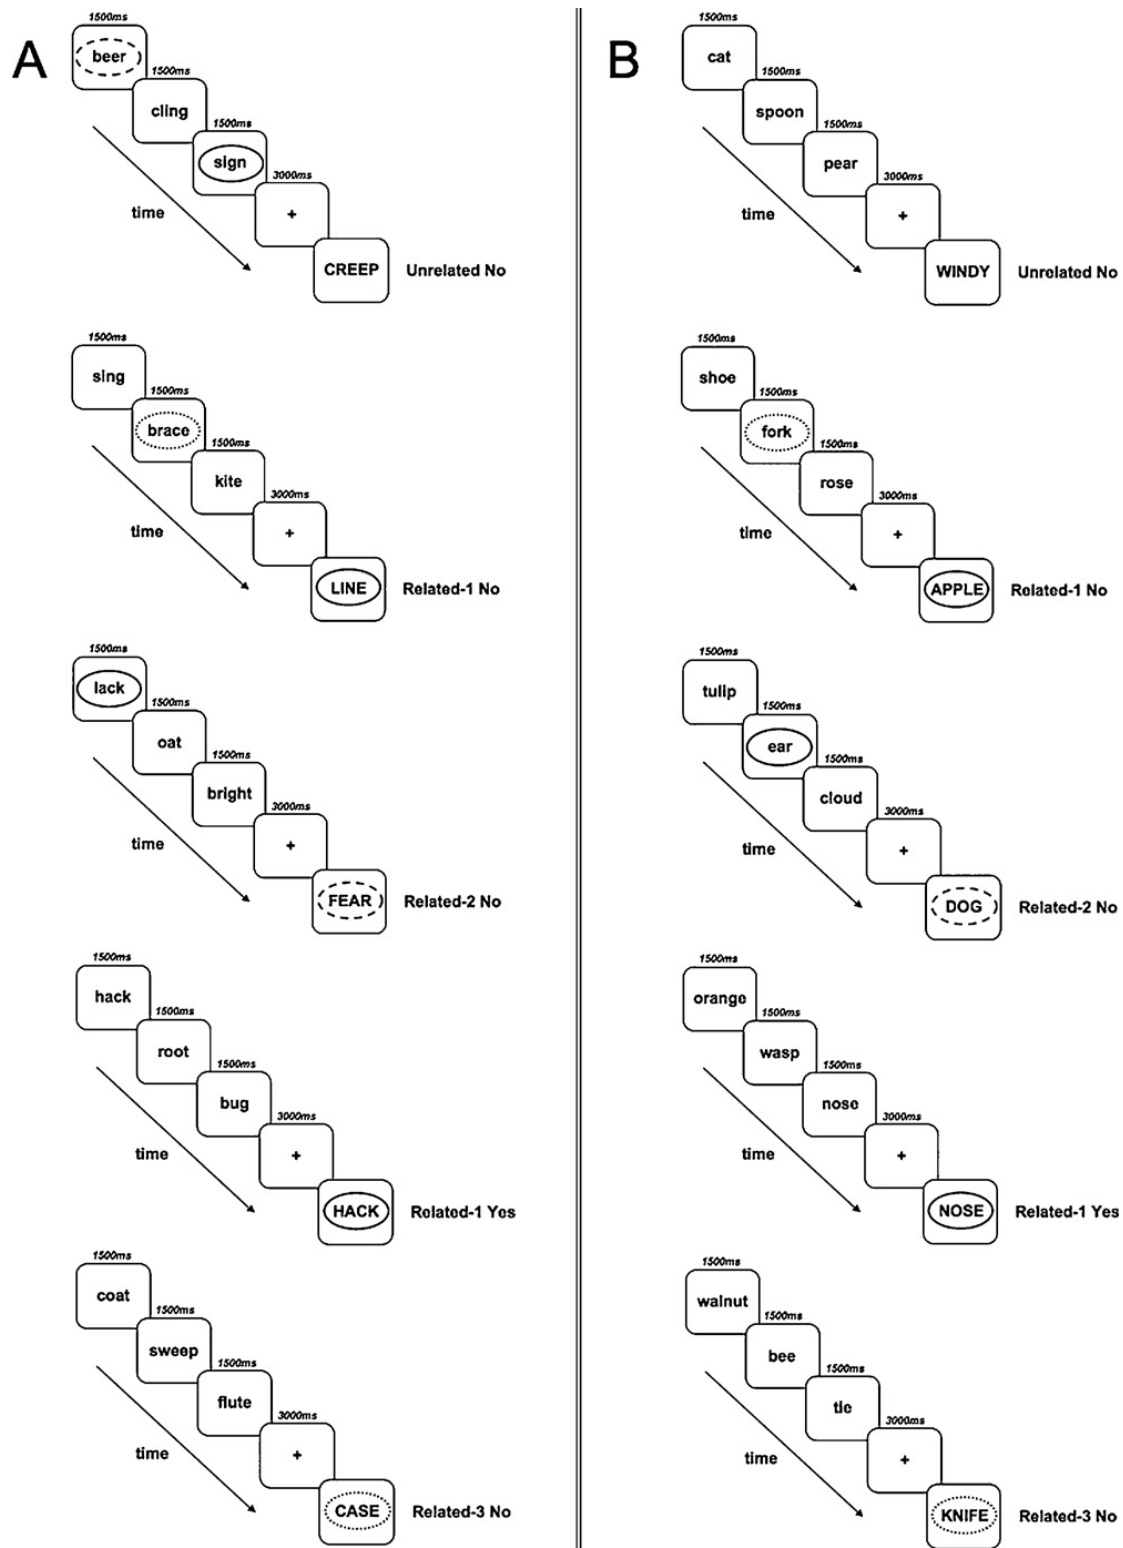 A
1500ms
beer
1500ms
cling
1500ms
sign
3000ms
+
time
CREEP
Unrelated No
1500ms
sing
1500ms
brace
1500ms
kite
3000ms
+
time
LINE
Related-1 No
1500ms
lack
1500ms
oat
1500ms
bright
3000ms
+
time
FEAR
Related-2 No
1500ms
hack
1500ms
root
1500ms
bug
3000ms
+
time
HACK
Related-1 Yes
1500ms
coat
1500ms
sweep
1500ms
flute
3000ms
+
time
CASE
Related-3 No
B
1500ms
cat
1500ms
spoon
1500ms
pear
3000ms
+
time
WINDY
Unrelated No
1500ms
shoe
1500ms
fork
1500ms
rose
3000ms
+
time
APPLE
Related-1 No
1500ms
tulip
1500ms
ear
1500ms
cloud
3000ms
+
time
DOG
Related-2 No
1500ms
orange
1500ms
wasp
1500ms
nose
3000ms
+
time
NOSE
Related-1 Yes
1500ms
walnut
1500ms
bee
1500ms
tie
3000ms
+
time
KNIFE
Related-3 No